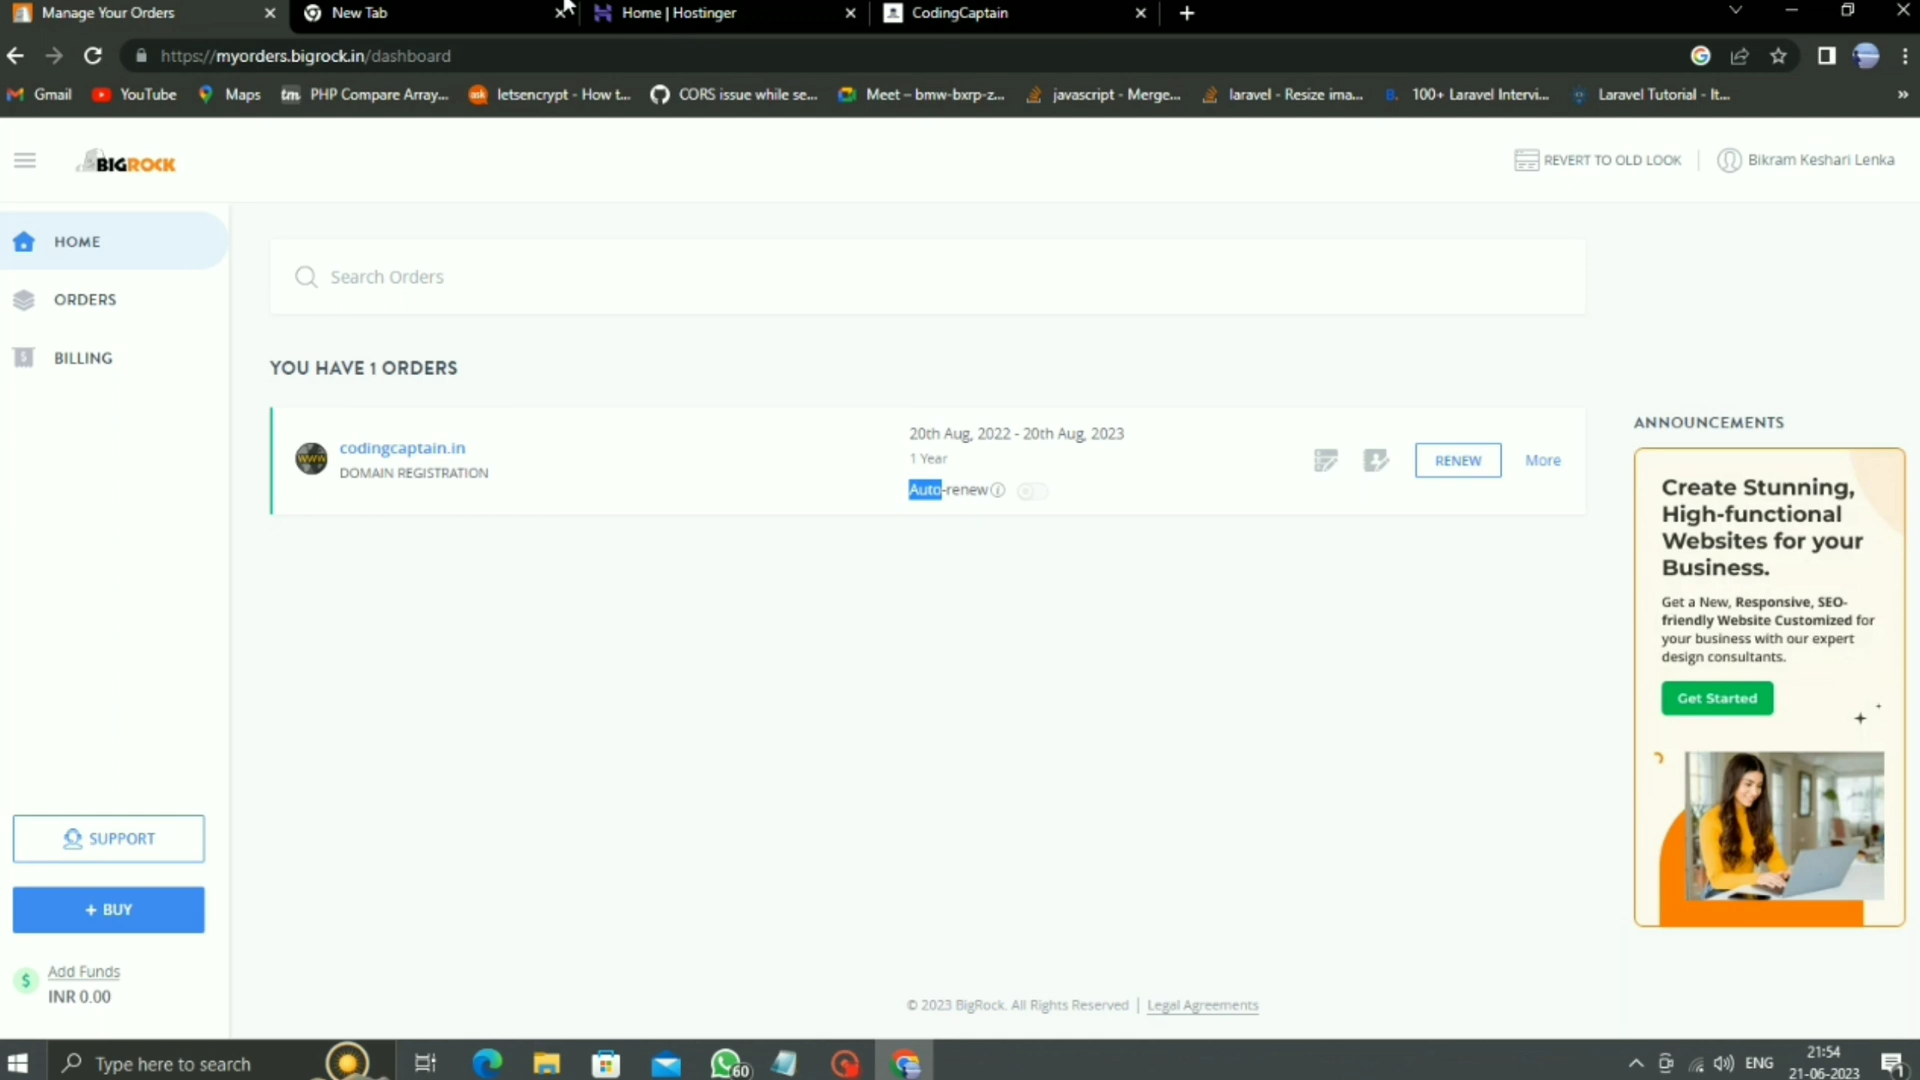 Manage Your Orders
New Tab
Home | Hostinger
CodingCaptain
https://myorders.bigrock.in/dashboard
Gmail
YouTube
Maps
tm PHP Compare Array...
ask letsencrypt - How t...
CORS issue while se...
Meet – bmw-bxrp-z...
javascript - Merge...
laravel - Resize ima...
B. 100+ Laravel Intervi...
Laravel Tutorial - It...
»
BIGROCK
REVERT TO OLD LOOK
Bikram Keshari Lenka
HOME
ORDERS
BILLING
Search Orders
YOU HAVE 1 ORDERS
www
codingcaptain.in
DOMAIN REGISTRATION
20th Aug, 2022 - 20th Aug, 2023
1 Year
Auto-renew
RENEW
More
ANNOUNCEMENTS
Create Stunning,
High-functional
Websites for your
Business.
Get a New, Responsive, SEO-
friendly Website Customized for
your business with our expert
design consultants.
Get Started
SUPPORT
+ BUY
$ Add Funds
INR 0.00
© 2023 BigRock. All Rights Reserved | Legal Agreements
Type here to search
60
ENG
21:54
21-06-2023
1